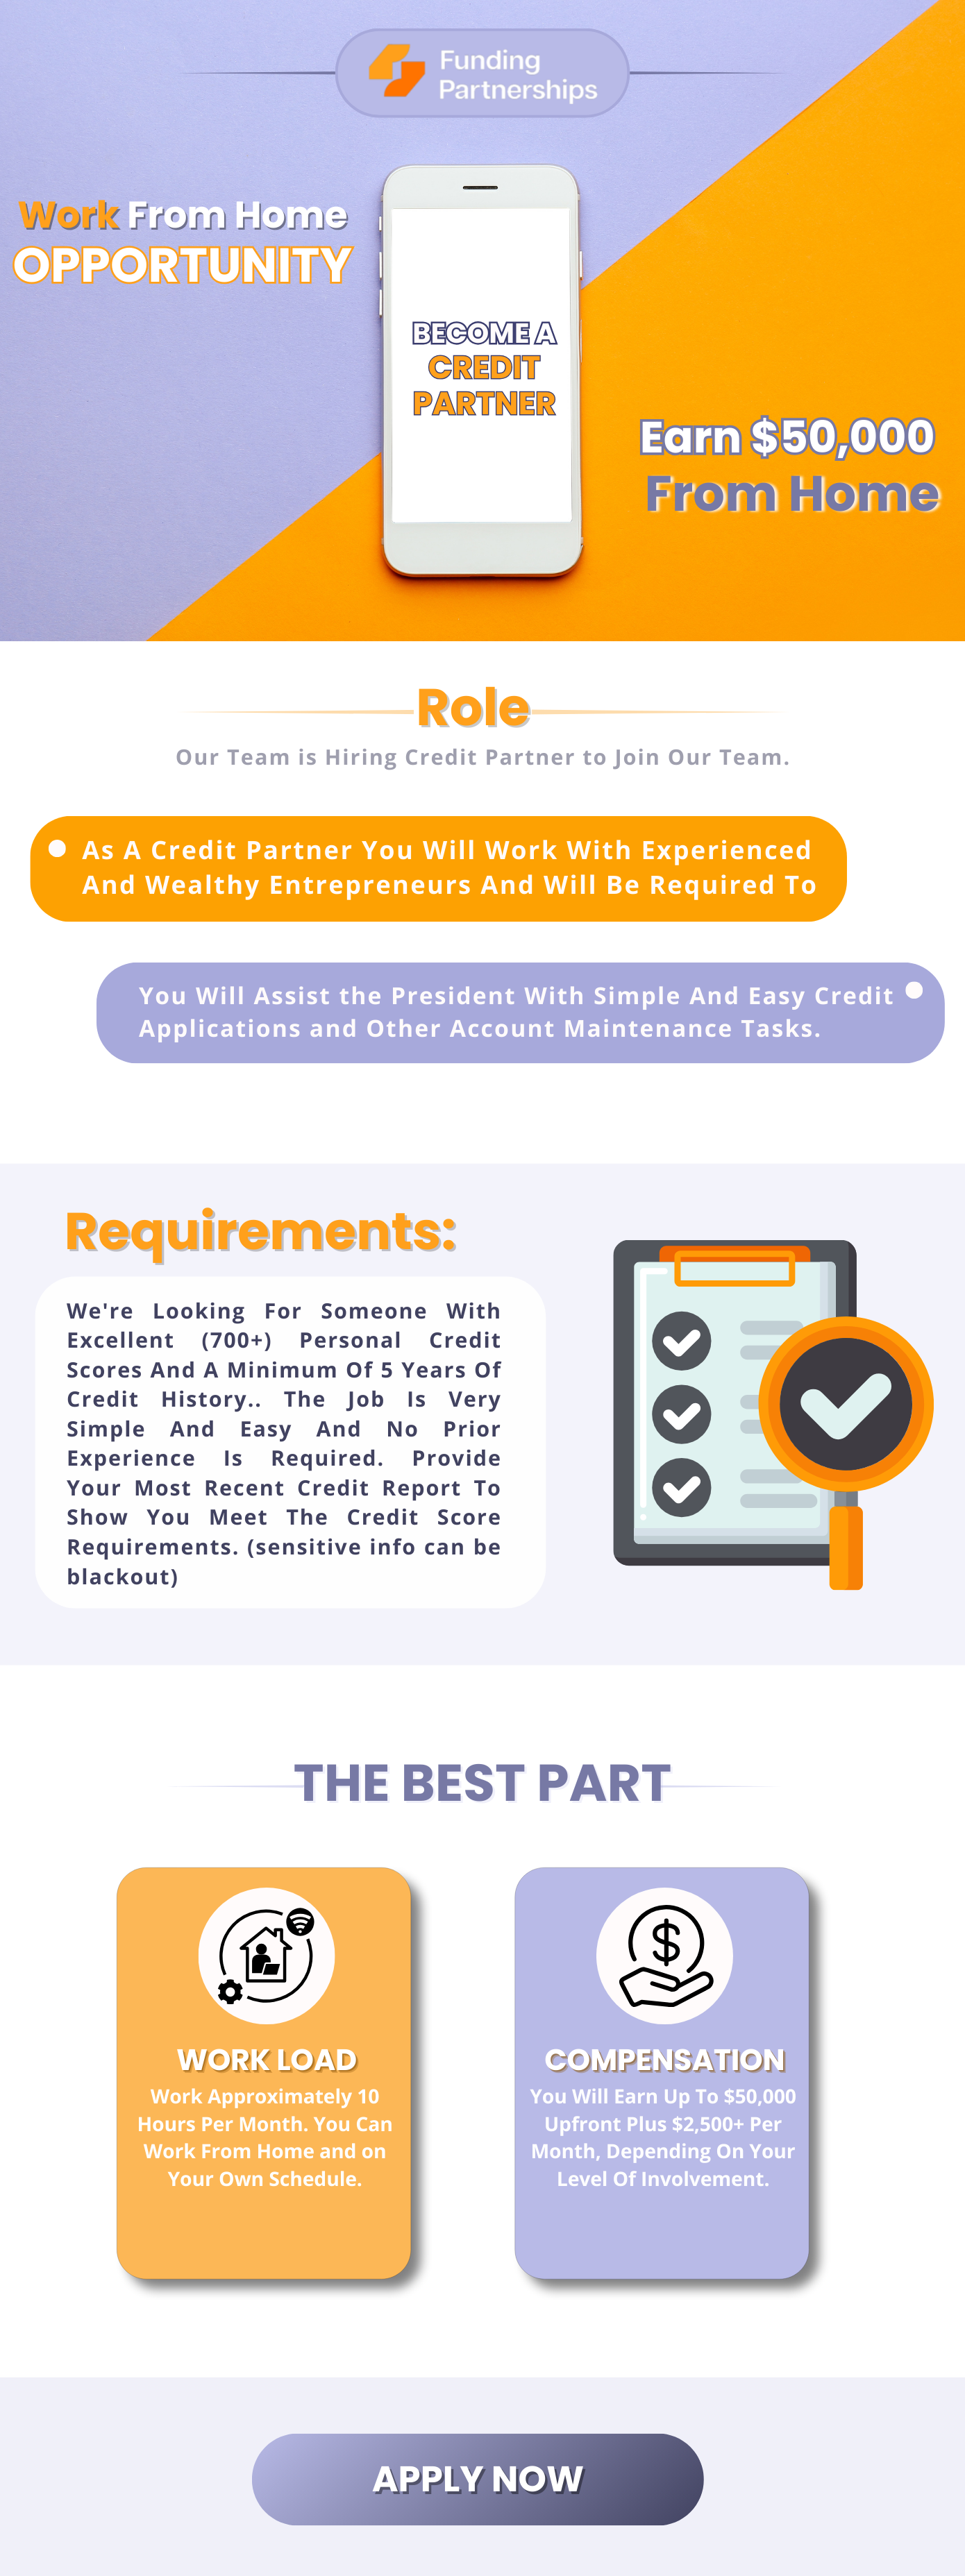 Funding
Partnerships
Work From Home
OPPORTUNITY
BECOME A
CREDIT
PARTNER
Earn $50,000
From Home
Role
Our Team is Hiring Credit Partner to Join Our Team.
As A Credit Partner You Will Work With Experienced
And Wealthy Entrepreneurs And Will Be Required To
You Will Assist the President With Simple And Easy Credit
Applications and Other Account Maintenance Tasks.
Requirements:
We're Looking For Someone With
Excellent (700+) Personal Credit
Scores And A Minimum Of 5 Years Of
Credit History.. The Job Is Very
Simple And Easy And No Prior
Experience Is Required. Provide
Your Most Recent Credit Report To
Show You Meet The Credit Score
Requirements. (sensitive info can be
blackout)
THE BEST PART
WORK LOAD
Work Approximately 10
Hours Per Month. You Can
Work From Home and on
Your Own Schedule.
COMPENSATION
You Will Earn Up To $50,000
Upfront Plus $2,500+ Per
Month, Depending On Your
Level Of Involvement.
APPLY NOW